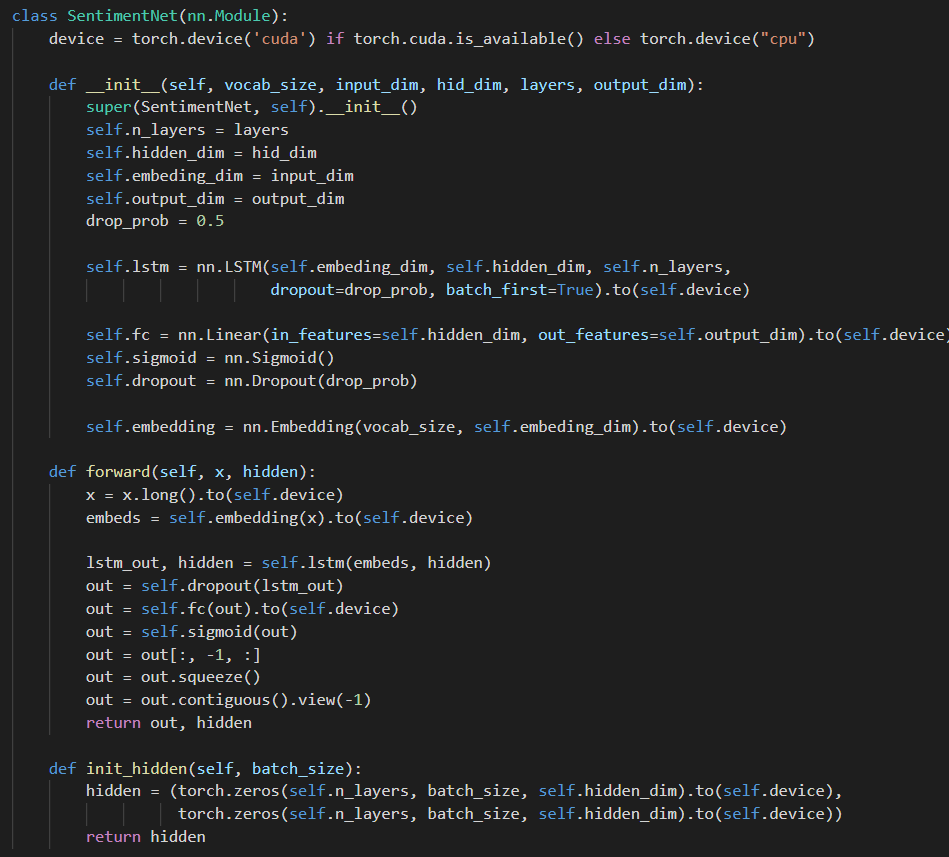 class SentimentNet(nn.Module):
    device = torch.device('cuda') if torch.cuda.is_available() else torch.device("cpu")

    def __init__(self, vocab_size, input_dim, hid_dim, layers, output_dim):
        super(SentimentNet, self).__init__()
        self.n_layers = layers
        self.hidden_dim = hid_dim
        self.embeding_dim = input_dim
        self.output_dim = output_dim
        drop_prob = 0.5

        self.lstm = nn.LSTM(self.embeding_dim, self.hidden_dim, self.n_layers,
                            dropout=drop_prob, batch_first=True).to(self.device)

        self.fc = nn.Linear(in_features=self.hidden_dim, out_features=self.output_dim).to(self.device)
        self.sigmoid = nn.Sigmoid()
        self.dropout = nn.Dropout(drop_prob)

        self.embedding = nn.Embedding(vocab_size, self.embeding_dim).to(self.device)

    def forward(self, x, hidden):
        x = x.long().to(self.device)
        embeds = self.embedding(x).to(self.device)

        lstm_out, hidden = self.lstm(embeds, hidden)
        out = self.dropout(lstm_out)
        out = self.fc(out).to(self.device)
        out = self.sigmoid(out)
        out = out[:, -1, :]
        out = out.squeeze()
        out = out.contiguous().view(-1)
        return out, hidden

    def init_hidden(self, batch_size):
        hidden = (torch.zeros(self.n_layers, batch_size, self.hidden_dim).to(self.device),
                  torch.zeros(self.n_layers, batch_size, self.hidden_dim).to(self.device))
        return hidden